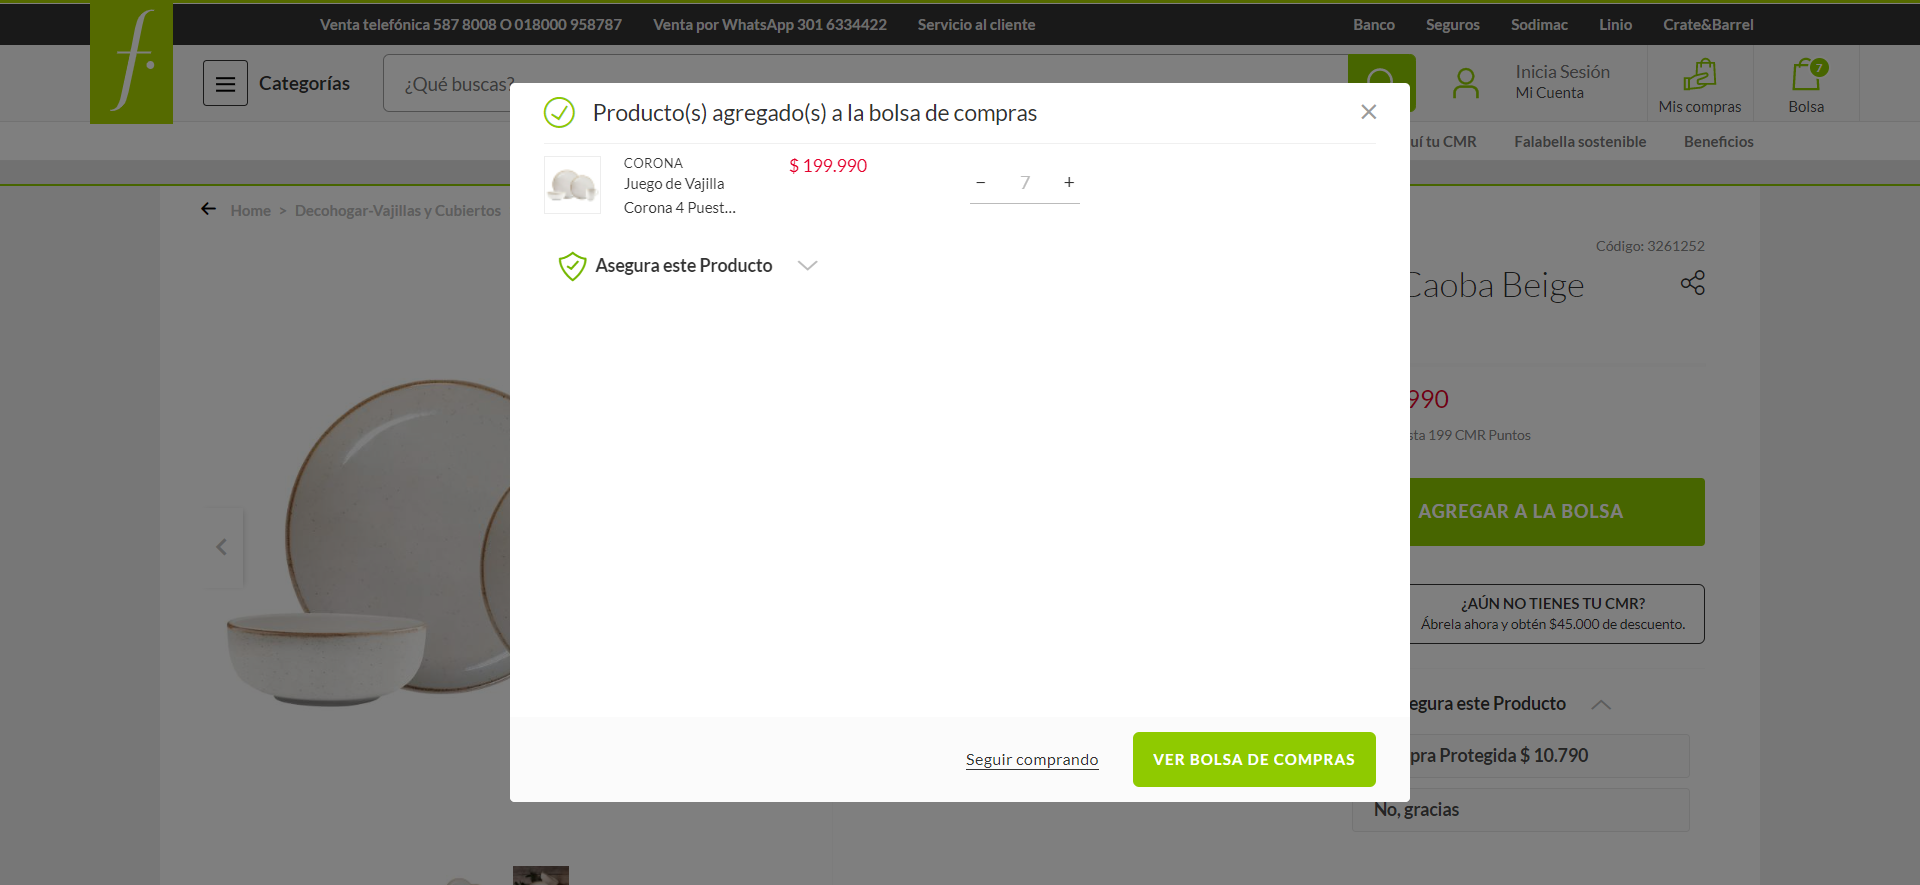 Venta telefónica 587 8008 O 018000 958787
Venta por WhatsApp 301 6334422
Servicio al cliente
Banco
Seguros
Sodimac
Linio
Crate&Barrel
f.
Categorías
¿Qué buscas?
Inicia Sesión
Mi Cuenta
Mis compras
7
Bolsa
uí tu CMR
Falabella sostenible
Beneficios
Home > Decohogar-Vajillas y Cubiertos
Producto(s) agregado(s) a la bolsa de compras
CORONA
Juego de Vajilla
Corona 4 Puest...
$ 199.990
− 7 +
Asegura este Producto
Seguir comprando
VER BOLSA DE COMPRAS
Código: 3261252
Caoba Beige
990
sta 199 CMR Puntos
AGREGAR A LA BOLSA
¿AÚN NO TIENES TU CMR?
Ábrela ahora y obtén $45.000 de descuento.
egura este Producto
pra Protegida $ 10.790
No, gracias